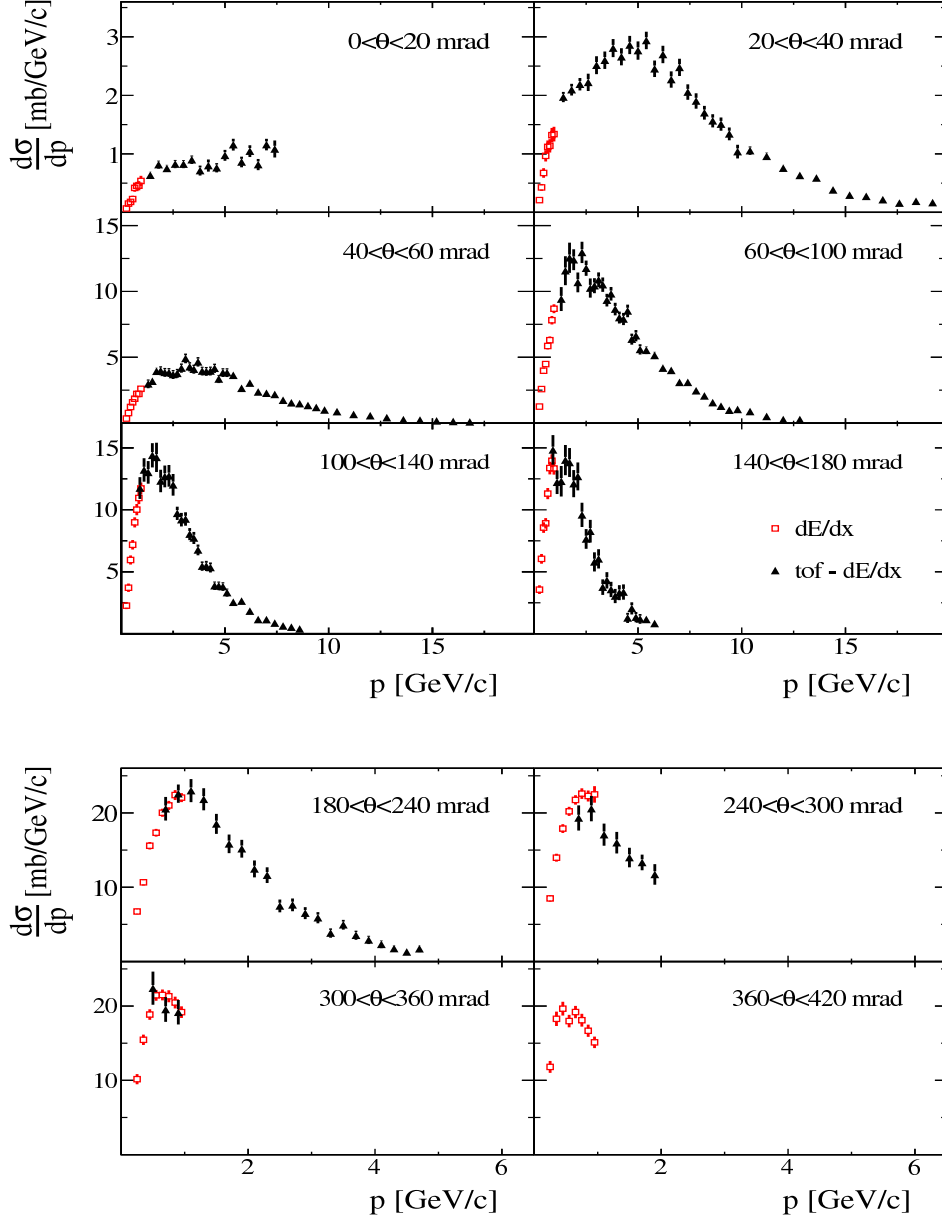 0<θ<20 mrad
20<θ<40 mrad
dσ/dp [mb/GeV/c]
3
2
1
40<θ<60 mrad
60<θ<100 mrad
15
10
5
100<θ<140 mrad
140<θ<180 mrad
15
10
5
dE/dx
tof - dE/dx
5 10 15
5 10 15
p [GeV/c]
p [GeV/c]
180<θ<240 mrad
240<θ<300 mrad
dσ/dp [mb/GeV/c]
20
10
300<θ<360 mrad
360<θ<420 mrad
20
10
2 4 6
2 4 6
p [GeV/c]
p [GeV/c]